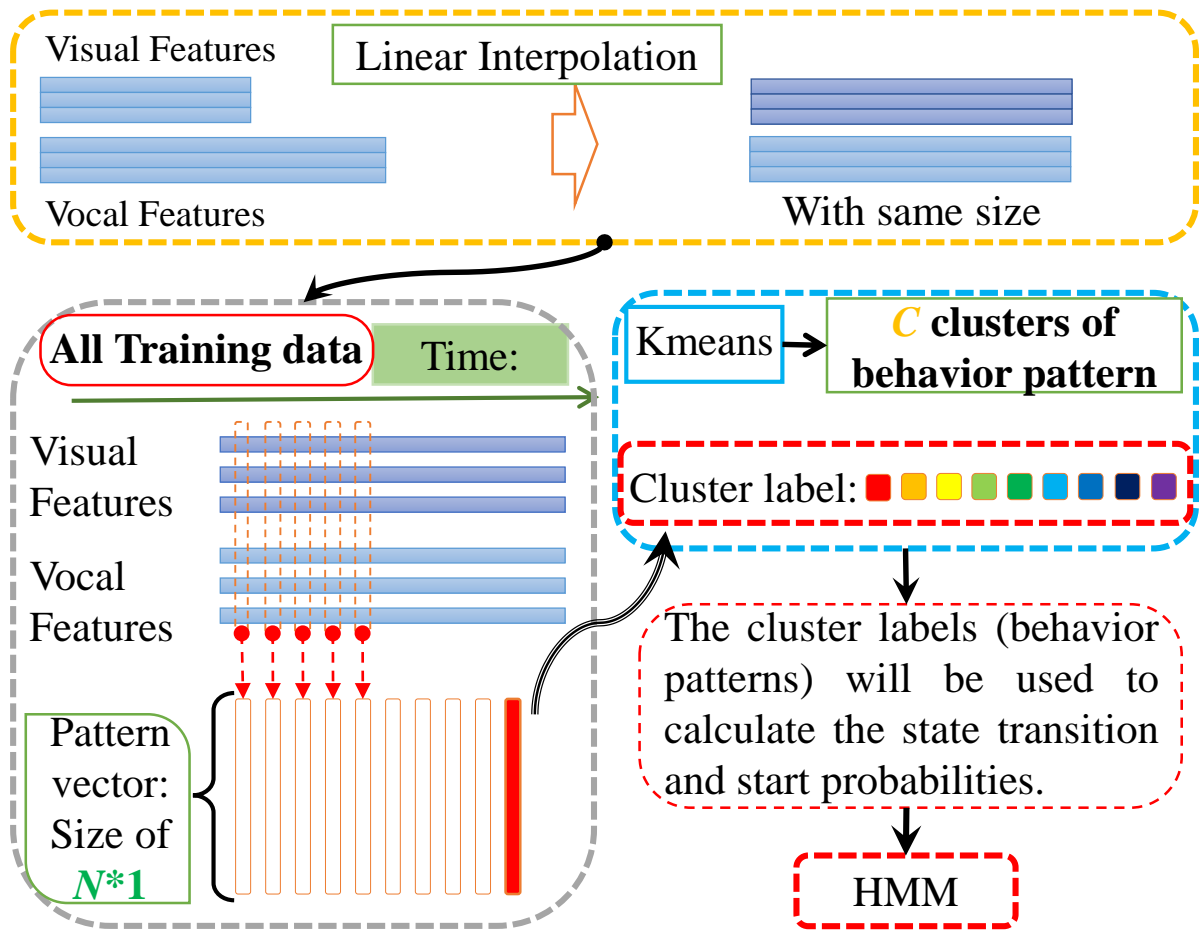 Visual Features
Linear Interpolation
Vocal Features
With same size
All Training data
Time:
Visual
Features
Vocal
Features
Pattern
vector:
Size of
N*1
Kmeans
C clusters of
behavior pattern
Cluster label:
The cluster labels (behavior
patterns) will be used to
calculate the state transition
and start probabilities.
HMM